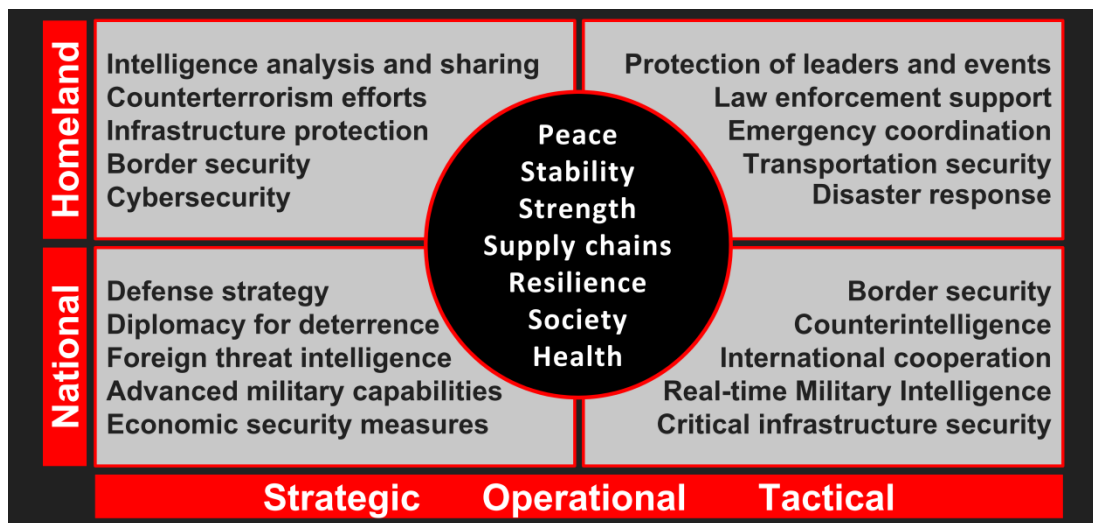 Homeland
Intelligence analysis and sharing
Counterterrorism efforts
Infrastructure protection
Border security
Cybersecurity
Protection of leaders and events
Law enforcement support
Emergency coordination
Transportation security
Disaster response
Peace
Stability
Strength
Supply chains
Resilience
Society
Health
National
Defense strategy
Diplomacy for deterrence
Foreign threat intelligence
Advanced military capabilities
Economic security measures
Border security
Counterintelligence
International cooperation
Real-time Military Intelligence
Critical infrastructure security
Strategic Operational Tactical